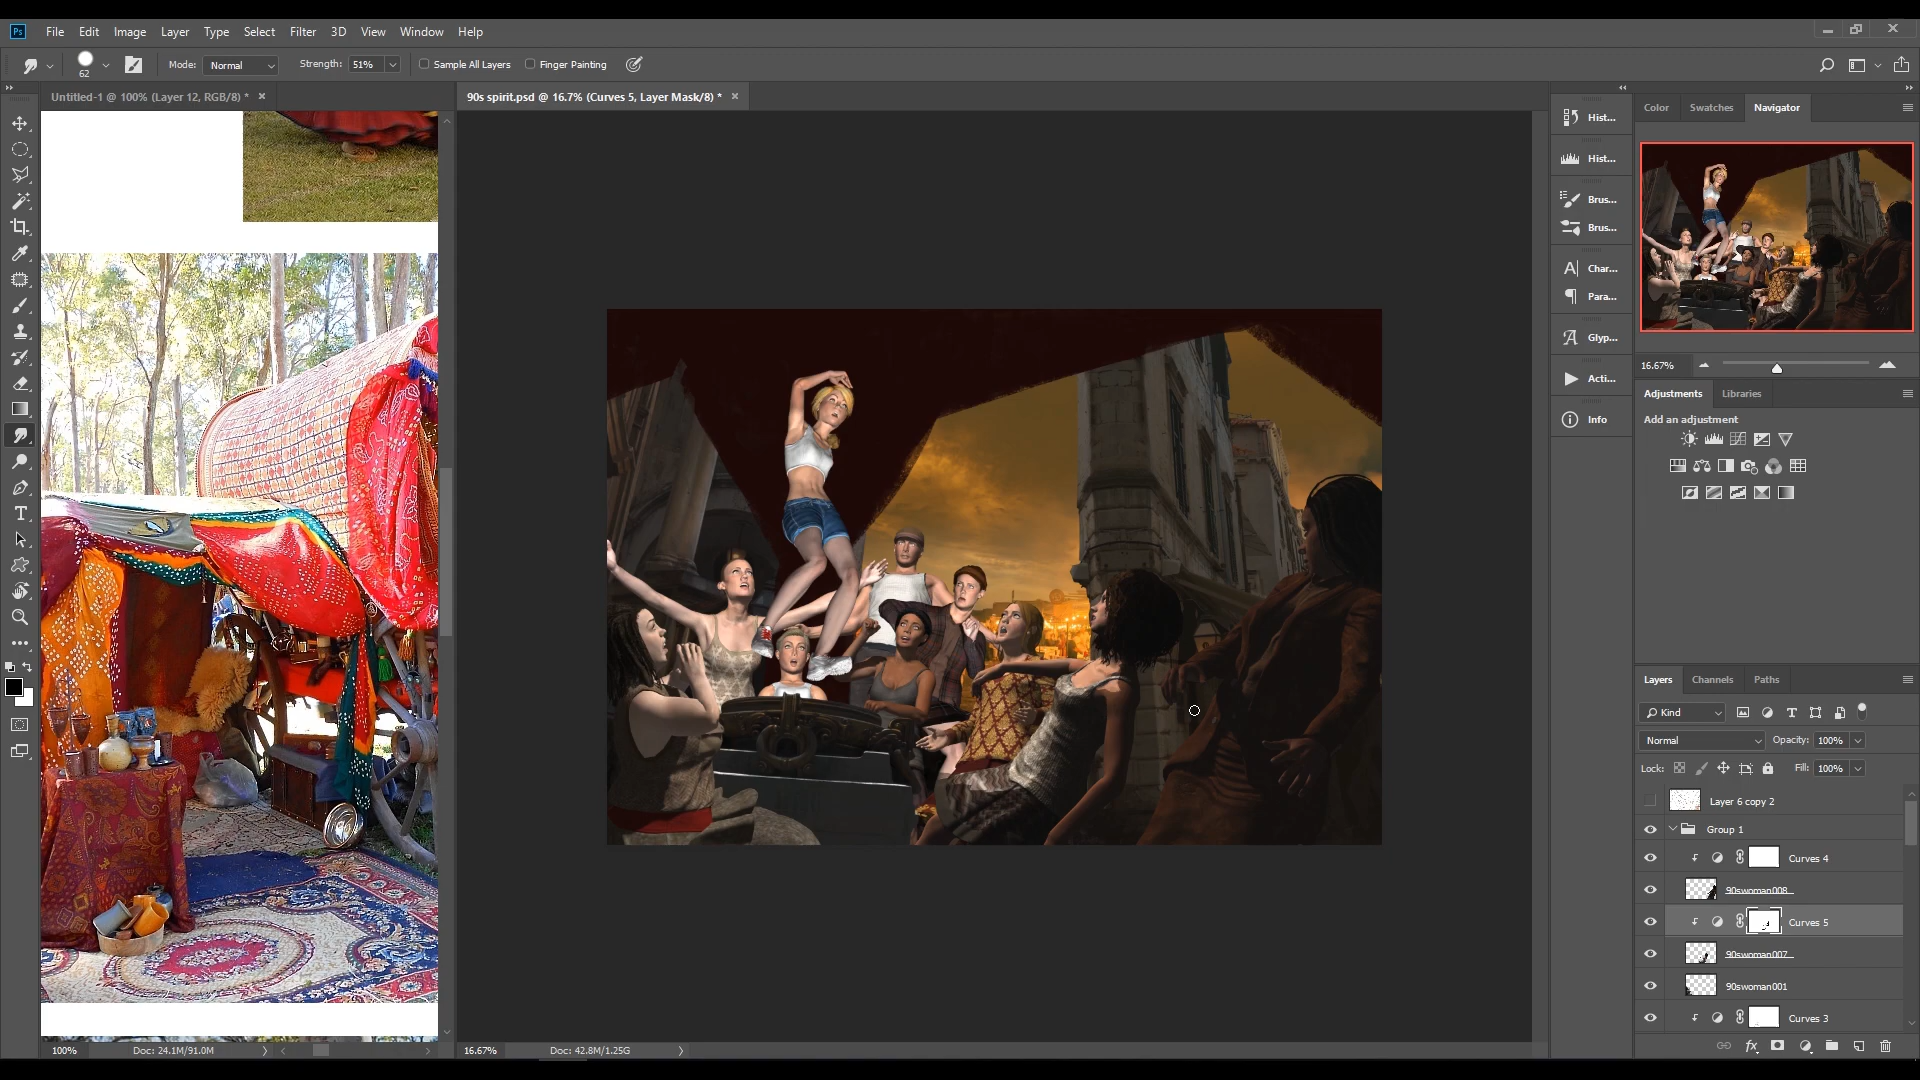 Ps File Edit Image Layer Type Select Filter 3D View Window Help
62 Mode: Normal Strength: 51% Sample All Layers Finger Painting
Untitled-1 @ 100% (Layer 12, RGB/8) *
90s spirit.psd @ 16.7% (Curves 5, Layer Mask/8) *
Hist...
Hist...
Brus...
Brus...
Char...
Para...
Glyp...
Acti...
Info
Color Swatches Navigator
16.67%
Adjustments Libraries
Add an adjustment
Layers Channels Paths
Kind
Normal Opacity: 100%
Lock: Fill: 100%
Layer 6 copy 2
Group 1
Curves 4
90swoman008
Curves 5
90swoman007
90swoman001
Curves 3
100% Doc: 24.1M/91.0M
16.67% Doc: 42.8M/1.25G